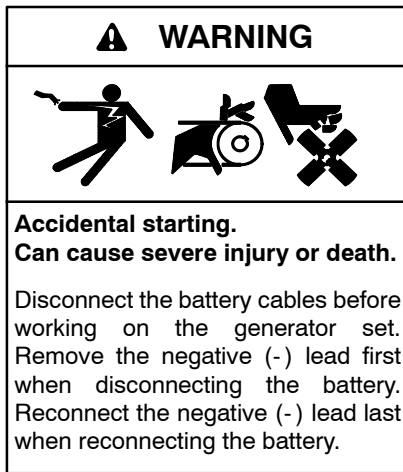 WARNING
Accidental starting.
Can cause severe injury or death.
Disconnect the battery cables before
working on the generator set.
Remove the negative (-) lead first
when disconnecting the battery.
Reconnect the negative (-) lead last
when reconnecting the battery.